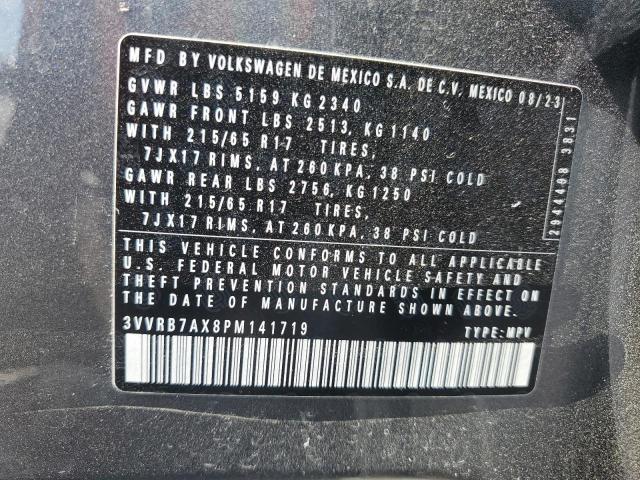 MFD BY VOLKSWAGEN DE MEXICO S.A. DE C.V. MEXICO 08/23
GVWR LBS 5159 KG 2340
GAWR FRONT LBS 2513, KG 1140
WITH 215/65 R17 TIRES,
7JX17 RIMS, AT 260 KPA, 38 PSI COLD
GAWR REAR LBS 2756, KG 1250
WITH 215/65 R17 TIRES,
7JX17 RIMS, AT 260 KPA, 38 PSI COLD
THIS VEHICLE CONFORMS TO ALL APPLICABLE
U.S. FEDERAL MOTOR VEHICLE SAFETY AND
THEFT PREVENTION STANDARDS IN EFFECT ON
THE DATE OF MANUFACTURE SHOWN ABOVE.
3VVRB7AX8PM141719 TYPE:MPV
2944408 3831